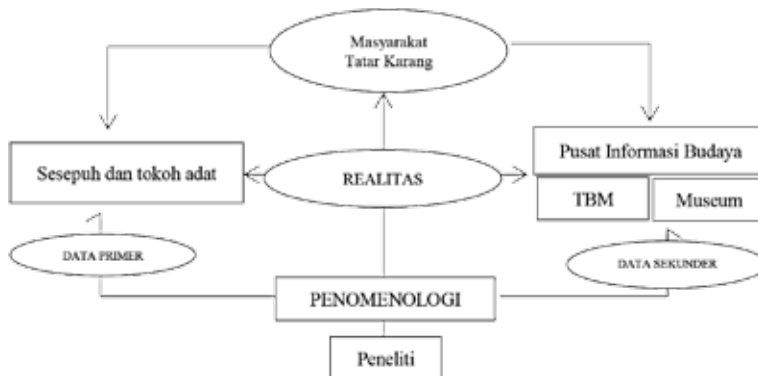 Masyarakat
Tatar Karang
Sesepuh dan tokoh adat
REALITAS
Pusat Informasi Budaya
TBM
Museum
DATA PRIMER
DATA SEKUNDER
PENOMENOLOGI
Peneliti